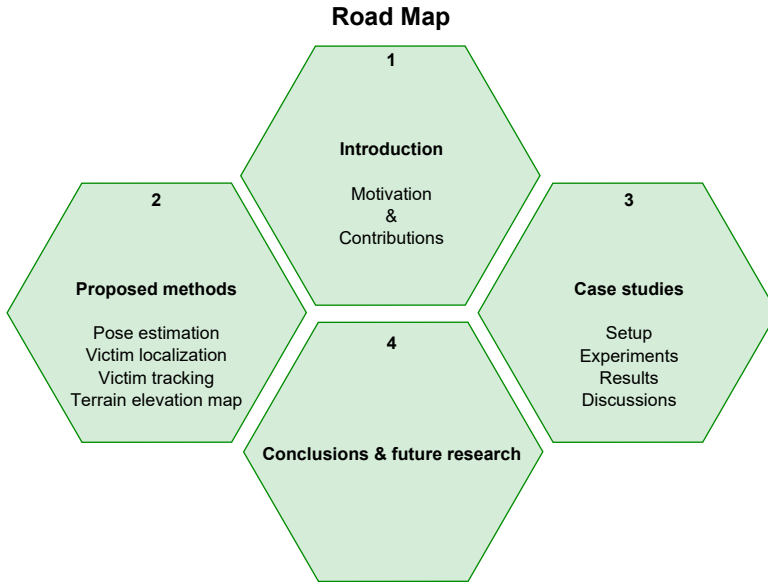 Road Map
1
Introduction
Motivation
&
Contributions
2
Proposed methods
Pose estimation
Victim localization
Victim tracking
Terrain elevation map
3
Case studies
Setup
Experiments
Results
Discussions
4
Conclusions & future research